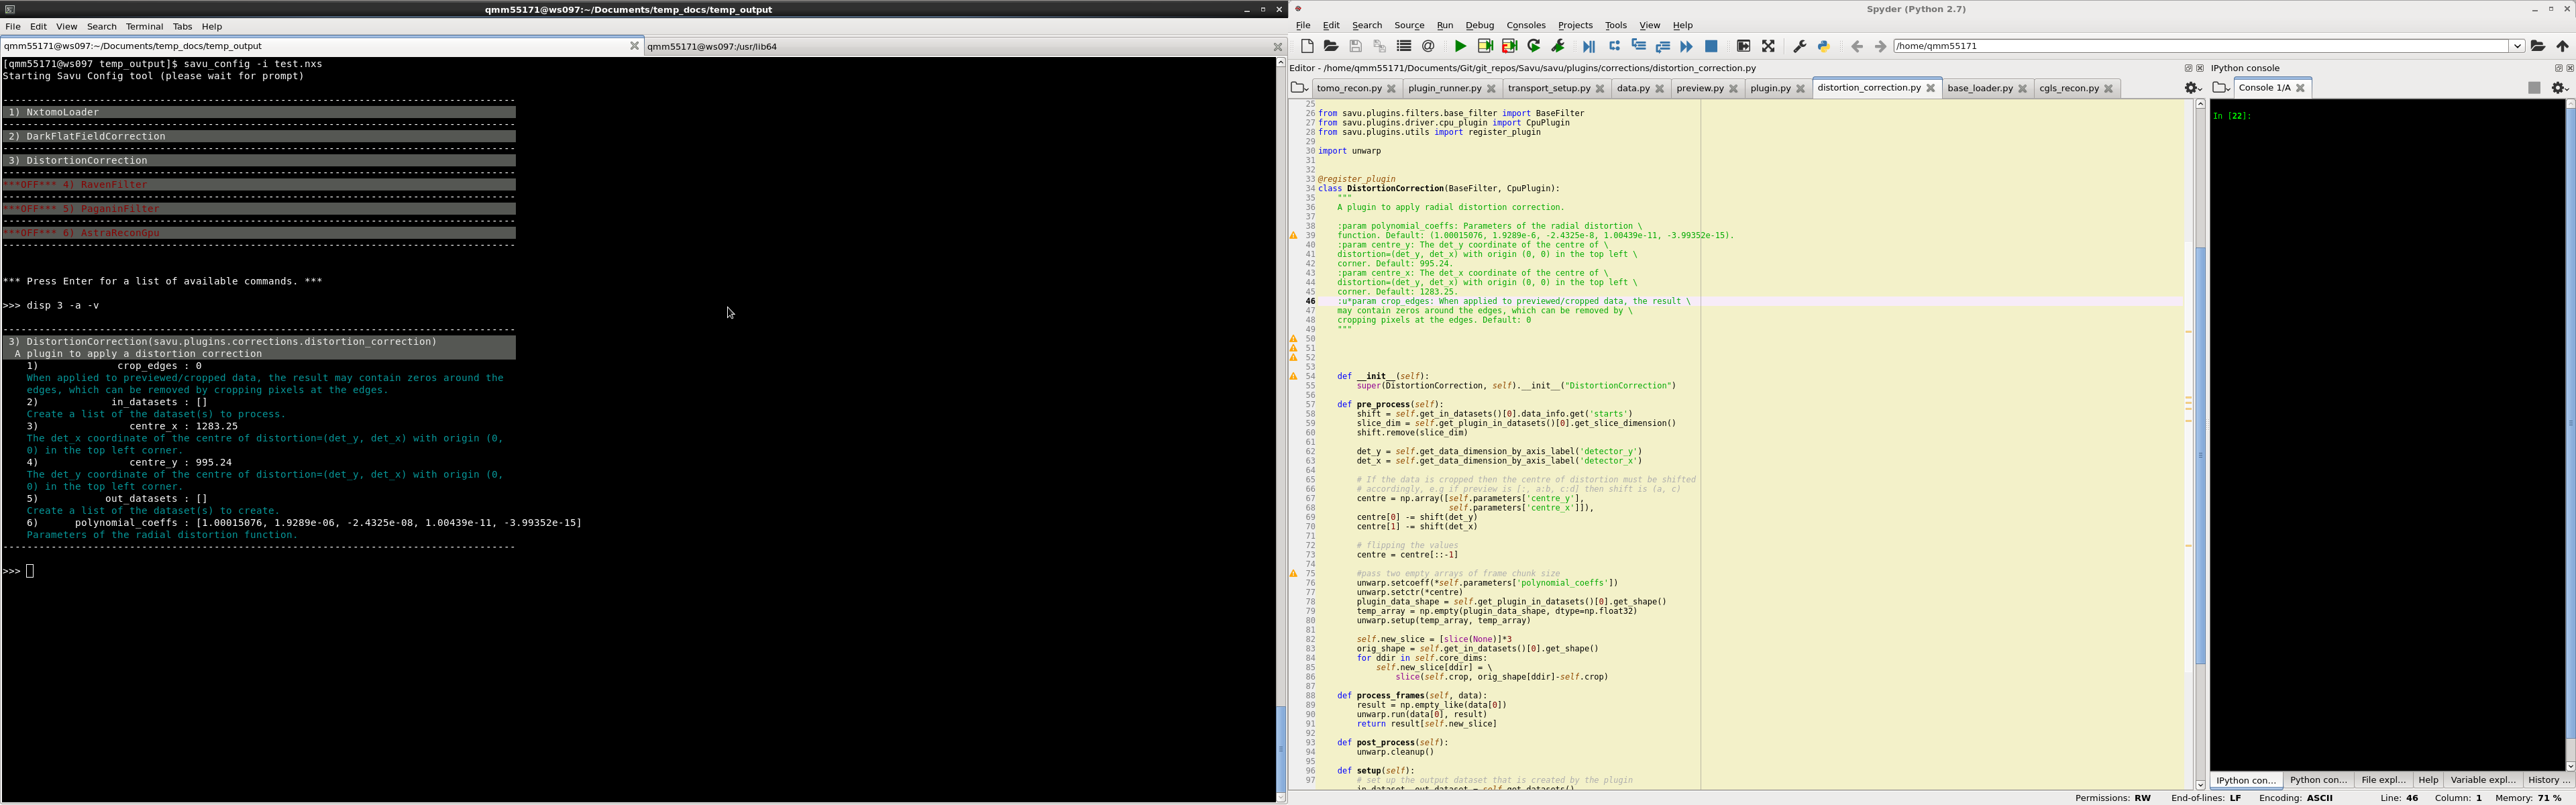 qmm55171@ws097:~/Documents/temp_docs/temp_output
File Edit View Search Terminal Tabs Help
qmm55171@ws097:~/Documents/temp_docs/temp_output
qmm55171@ws097:/usr/lib64
[qmm55171@ws097 temp_output]$ savu_config -i test.nxs
Starting Savu Config tool (please wait for prompt)
1) NxtomoLoader
2) DarkFlatFieldCorrection
3) DistortionCorrection
***OFF*** 4) RavenFilter
***OFF*** 5) PaganinFilter
***OFF*** 6) AstraReconGpu
*** Press Enter for a list of available commands. ***
>>> disp 3 -a -v
3) DistortionCorrection(savu.plugins.corrections.distortion_correction)
A plugin to apply a distortion correction
1) crop_edges : 0
When applied to previewed/cropped data, the result may contain zeros around the
edges, which can be removed by cropping pixels at the edges.
2) in_datasets : []
Create a list of the dataset(s) to process.
3) centre_x : 1283.25
The det_x coordinate of the centre of distortion=(det_y, det_x) with origin (0,
0) in the top left corner.
4) centre_y : 995.24
The det_y coordinate of the centre of distortion=(det_y, det_x) with origin (0,
0) in the top left corner.
5) out_datasets : []
Create a list of the dataset(s) to create.
6) polynomial_coeffs : [1.00015076, 1.9289e-06, -2.4325e-08, 1.00439e-11, -3.99352e-15]
Parameters of the radial distortion function.
>>>
Spyder (Python 2.7)
File Edit Search Source Run Debug Consoles Projects Tools View Help
/home/qmm55171
Editor - /home/qmm55171/Documents/Git/git_repos/Savu/savu/plugins/corrections/distortion_correction.py
tomo_recon.py plugin_runner.py transport_setup.py data.py preview.py plugin.py distortion_correction.py base_loader.py cgls_recon.py
25
26 from savu.plugins.filters.base_filter import BaseFilter
27 from savu.plugins.driver.cpu_plugin import CpuPlugin
28 from savu.plugins.utils import register_plugin
29
30 import unwarp
31
32
33 @register_plugin
34 class DistortionCorrection(BaseFilter, CpuPlugin):
35 """
36 A plugin to apply radial distortion correction.
37
38 :param polynomial_coeffs: Parameters of the radial distortion \
39 function. Default: (1.00015076, 1.9289e-6, -2.4325e-8, 1.00439e-11, -3.99352e-15).
40 :param centre_y: The det_y coordinate of the centre of \
41 distortion=(det_y, det_x) with origin (0, 0) in the top left \
42 corner. Default: 995.24.
43 :param centre_x: The det_x coordinate of the centre of \
44 distortion=(det_y, det_x) with origin (0, 0) in the top left \
45 corner. Default: 1283.25.
46 :u*param crop_edges: When applied to previewed/cropped data, the result \
47 may contain zeros around the edges, which can be removed by \
48 cropping pixels at the edges. Default: 0
49 """
50
51
52
53
54 def __init__(self):
55 super(DistortionCorrection, self).__init__("DistortionCorrection")
56
57 def pre_process(self):
58 shift = self.get_in_datasets()[0].data_info.get('starts')
59 slice_dim = self.get_plugin_in_datasets()[0].get_slice_dimension()
60 shift.remove(slice_dim)
61
62 det_y = self.get_data_dimension_by_axis_label('detector_y')
63 det_x = self.get_data_dimension_by_axis_label('detector_x')
64
65 # If the data is cropped then the centre of distortion must be shifted
66 # accordingly, e.g if preview is [:, a:b, c:d] then shift is (a, c)
67 centre = np.array([self.parameters['centre_y'],
68 self.parameters['centre_x']]),
69 centre[0] -= shift(det_y)
70 centre[1] -= shift(det_x)
71
72 # flipping the values
73 centre = centre[::-1]
74
75 #pass two empty arrays of frame chunk size
76 unwarp.setcoeff(*self.parameters['polynomial_coeffs'])
77 unwarp.setctr(*centre)
78 plugin_data_shape = self.get_plugin_in_datasets()[0].get_shape()
79 temp_array = np.empty(plugin_data_shape, dtype=np.float32)
80 unwarp.setup(temp_array, temp_array)
81
82 self.new_slice = [slice(None)]*3
83 orig_shape = self.get_in_datasets()[0].get_shape()
84 for ddir in self.core_dims:
85 self.new_slice[ddir] = \
86 slice(self.crop, orig_shape[ddir]-self.crop)
87
88 def process_frames(self, data):
89 result = np.empty_like(data[0])
90 unwarp.run(data[0], result)
91 return result[self.new_slice]
92
93 def post_process(self):
94 unwarp.cleanup()
95
96 def setup(self):
97 # set up the output dataset that is created by the plugin
IPython console
Console 1/A
In [22]:
IPython con... Python con... File expl... Help Variable expl... History ...
Permissions: RW End-of-lines: LF Encoding: ASCII Line: 46 Column: 1 Memory: 71 %